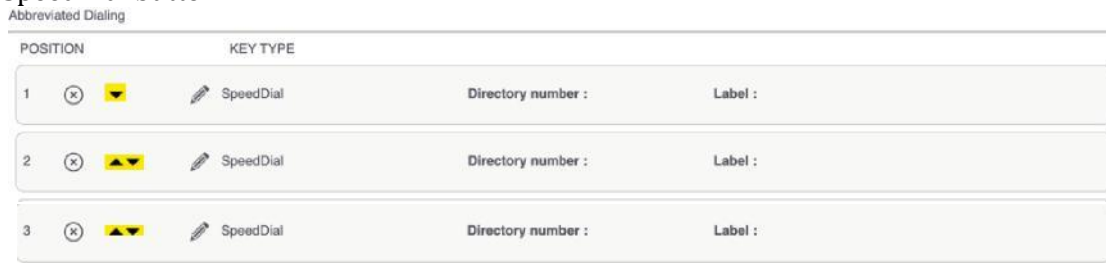 Abbreviated Dialing
POSITION KEY TYPE
1 SpeedDial Directory number : Label :
2 SpeedDial Directory number : Label :
3 SpeedDial Directory number : Label :